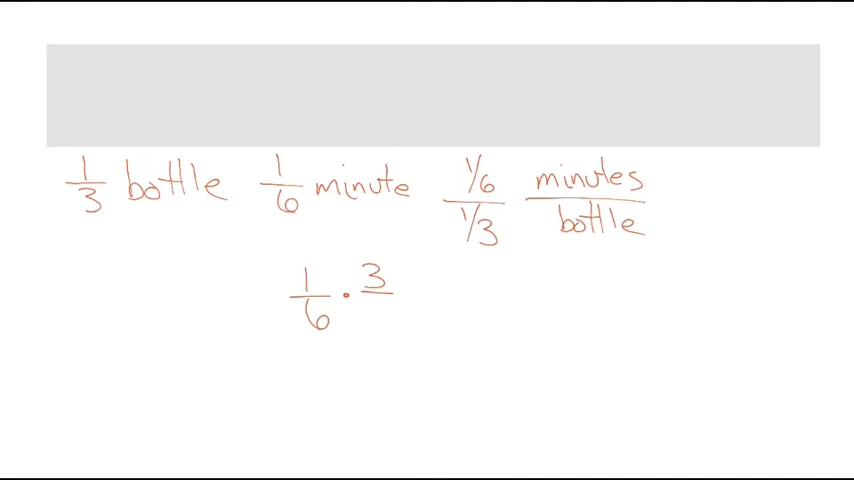 1/3 bottle 1/6 minute 1/6 / 1/3 minutes / bottle
1/6 · 3/